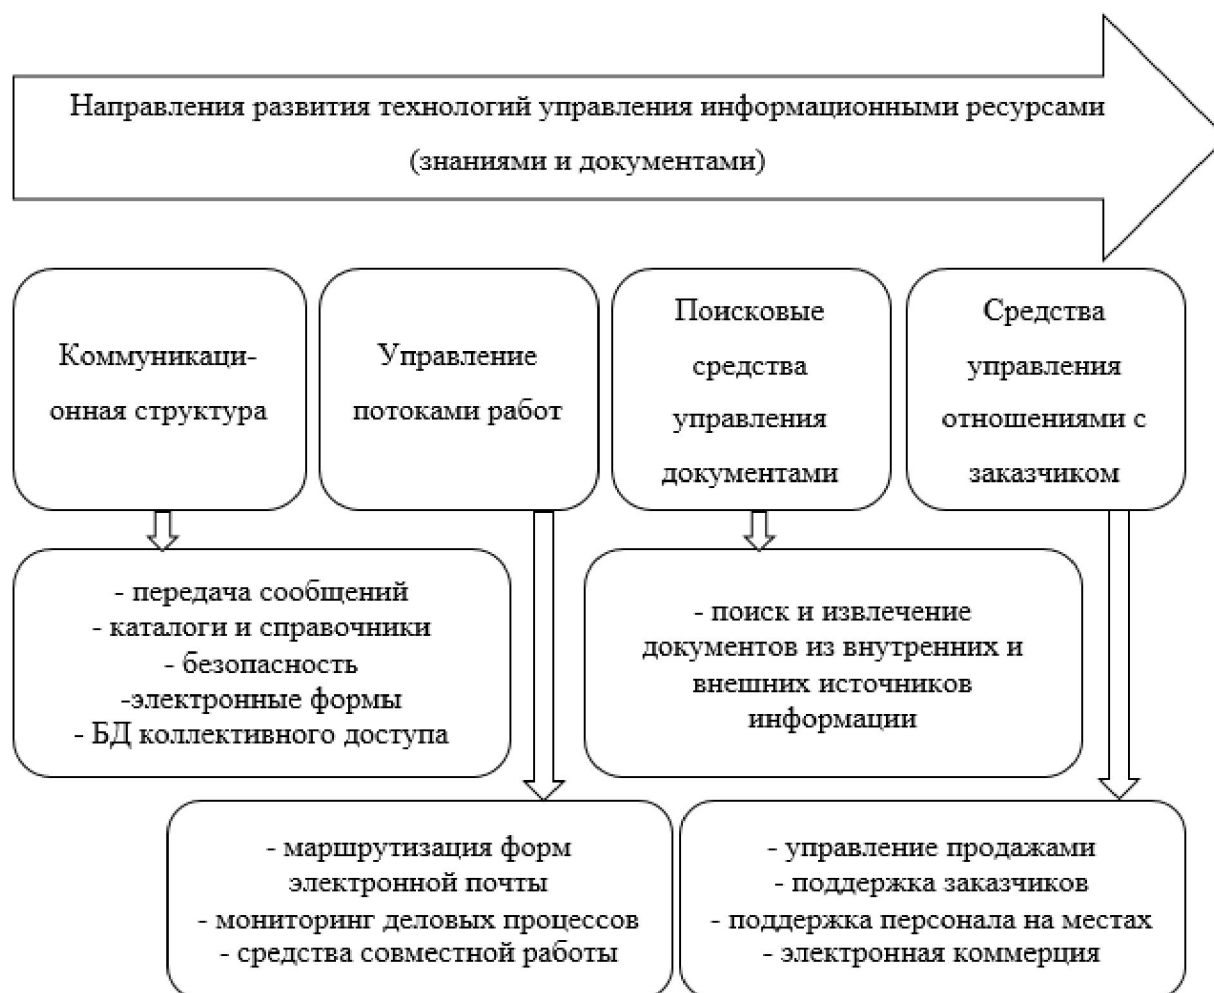 Направления развития технологий управления информационными ресурсами
(знаниями и документами)
Коммуникаци-
онная структура
Управление
потоками работ
Поисковые
средства
управления
документами
Средства
управления
отношениями с
заказчиком
- передача сообщений
- каталоги и справочники
- безопасность
-электронные формы
- БД коллективного доступа
- поиск и извлечение
документов из внутренних и
внешних источников
информации
- маршрутизация форм
электронной почты
- мониторинг деловых процессов
- средства совместной работы
- управление продажами
- поддержка заказчиков
- поддержка персонала на местах
- электронная коммерция